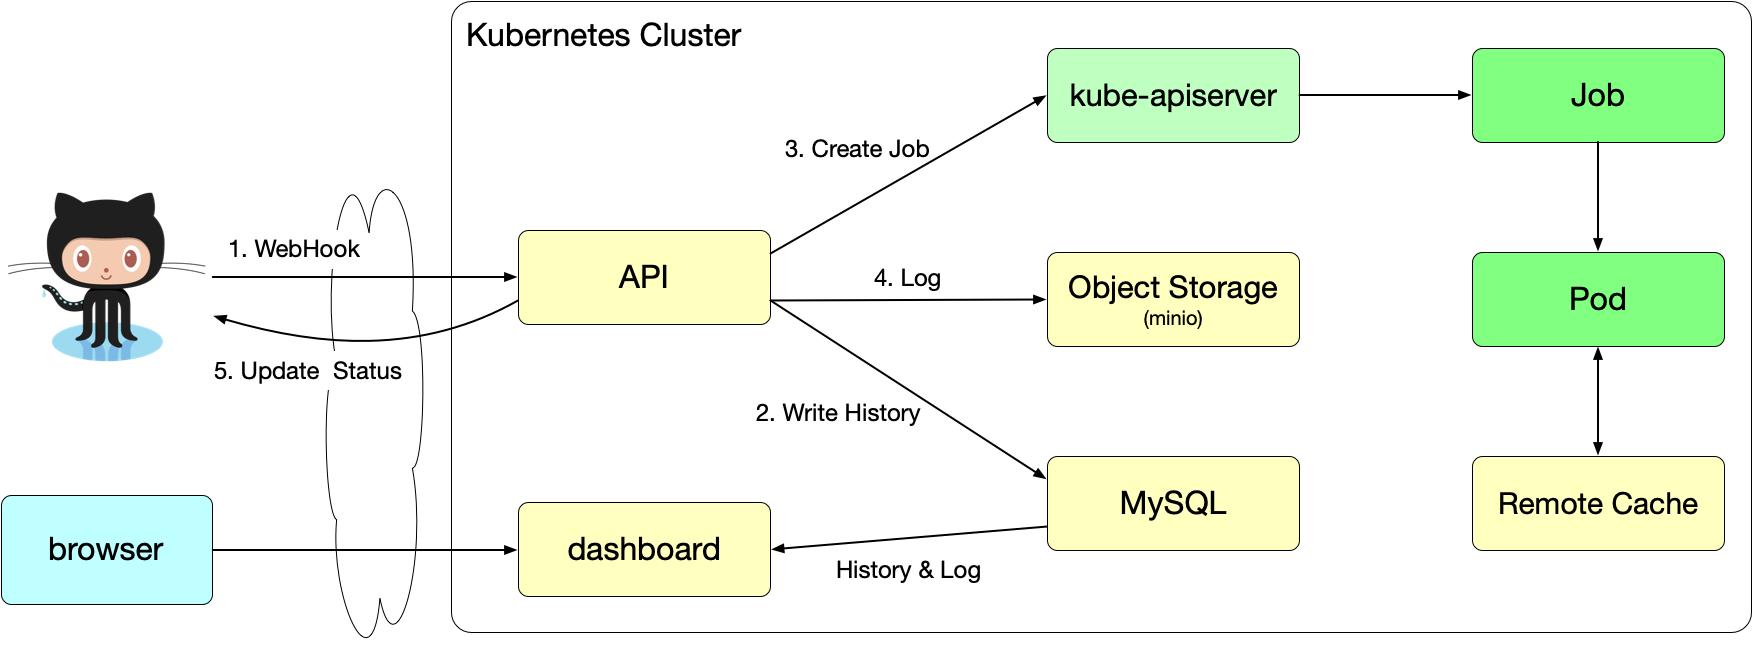 Kubernetes Cluster
kube-apiserver
Job
3. Create Job
1. WebHook
API
4. Log
Object Storage
(minio)
Pod
5. Update  Status
2. Write History
MySQL
Remote Cache
browser
dashboard
History & Log